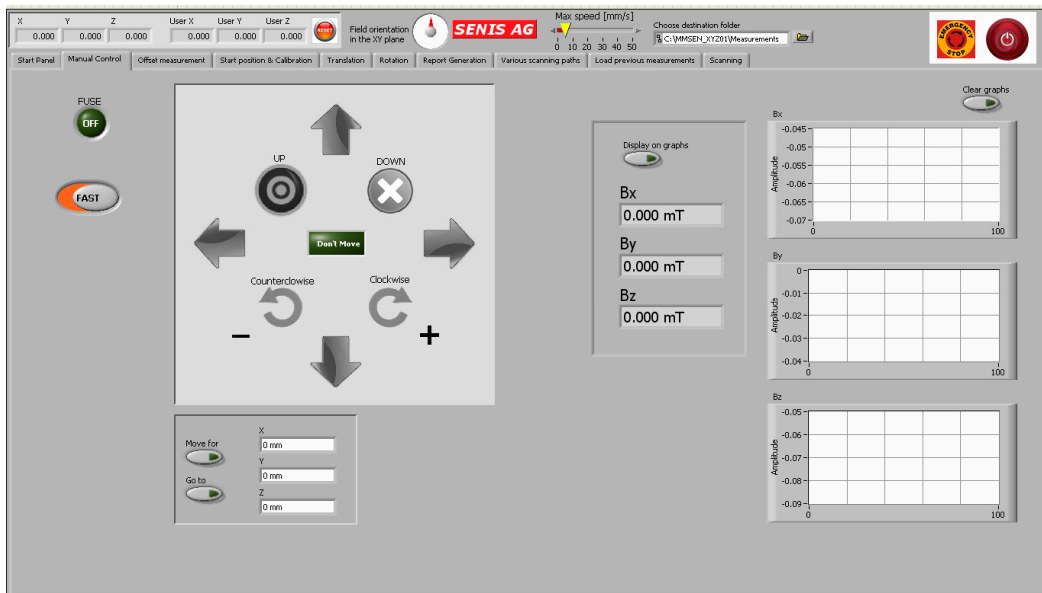 X Y Z User X User Y User Z
0.000 0.000 0.000 0.000 0.000 0.000
RESET
Field orientation
in the XY plane
SENIS AG
Max speed [mm/s]
0 10 20 30 40 50
Choose destination folder
C:\MMSEN_XYZ01\Measurements
EMERGENCY
STOP
Start Panel Manual Control Offset measurement Start position & Calibration Translation Rotation Report Generation Various scanning paths Load previous measurements Scanning
FUSE
OFF
FAST
UP
DOWN
Don't Move
Counterclowise
Clockwise
− +
Move for
Go to
X
0 mm
Y
0 mm
Z
0 mm
Display on graphs
Bx
0.000 mT
By
0.000 mT
Bz
0.000 mT
Clear graphs
Bx
Amplitude
-0.045
-0.05
-0.055
-0.06
-0.065
-0.07
0 100
By
Amplitude
0
-0.01
-0.02
-0.03
-0.04
0 100
Bz
Amplitude
-0.05
-0.06
-0.07
-0.08
-0.09
0 100